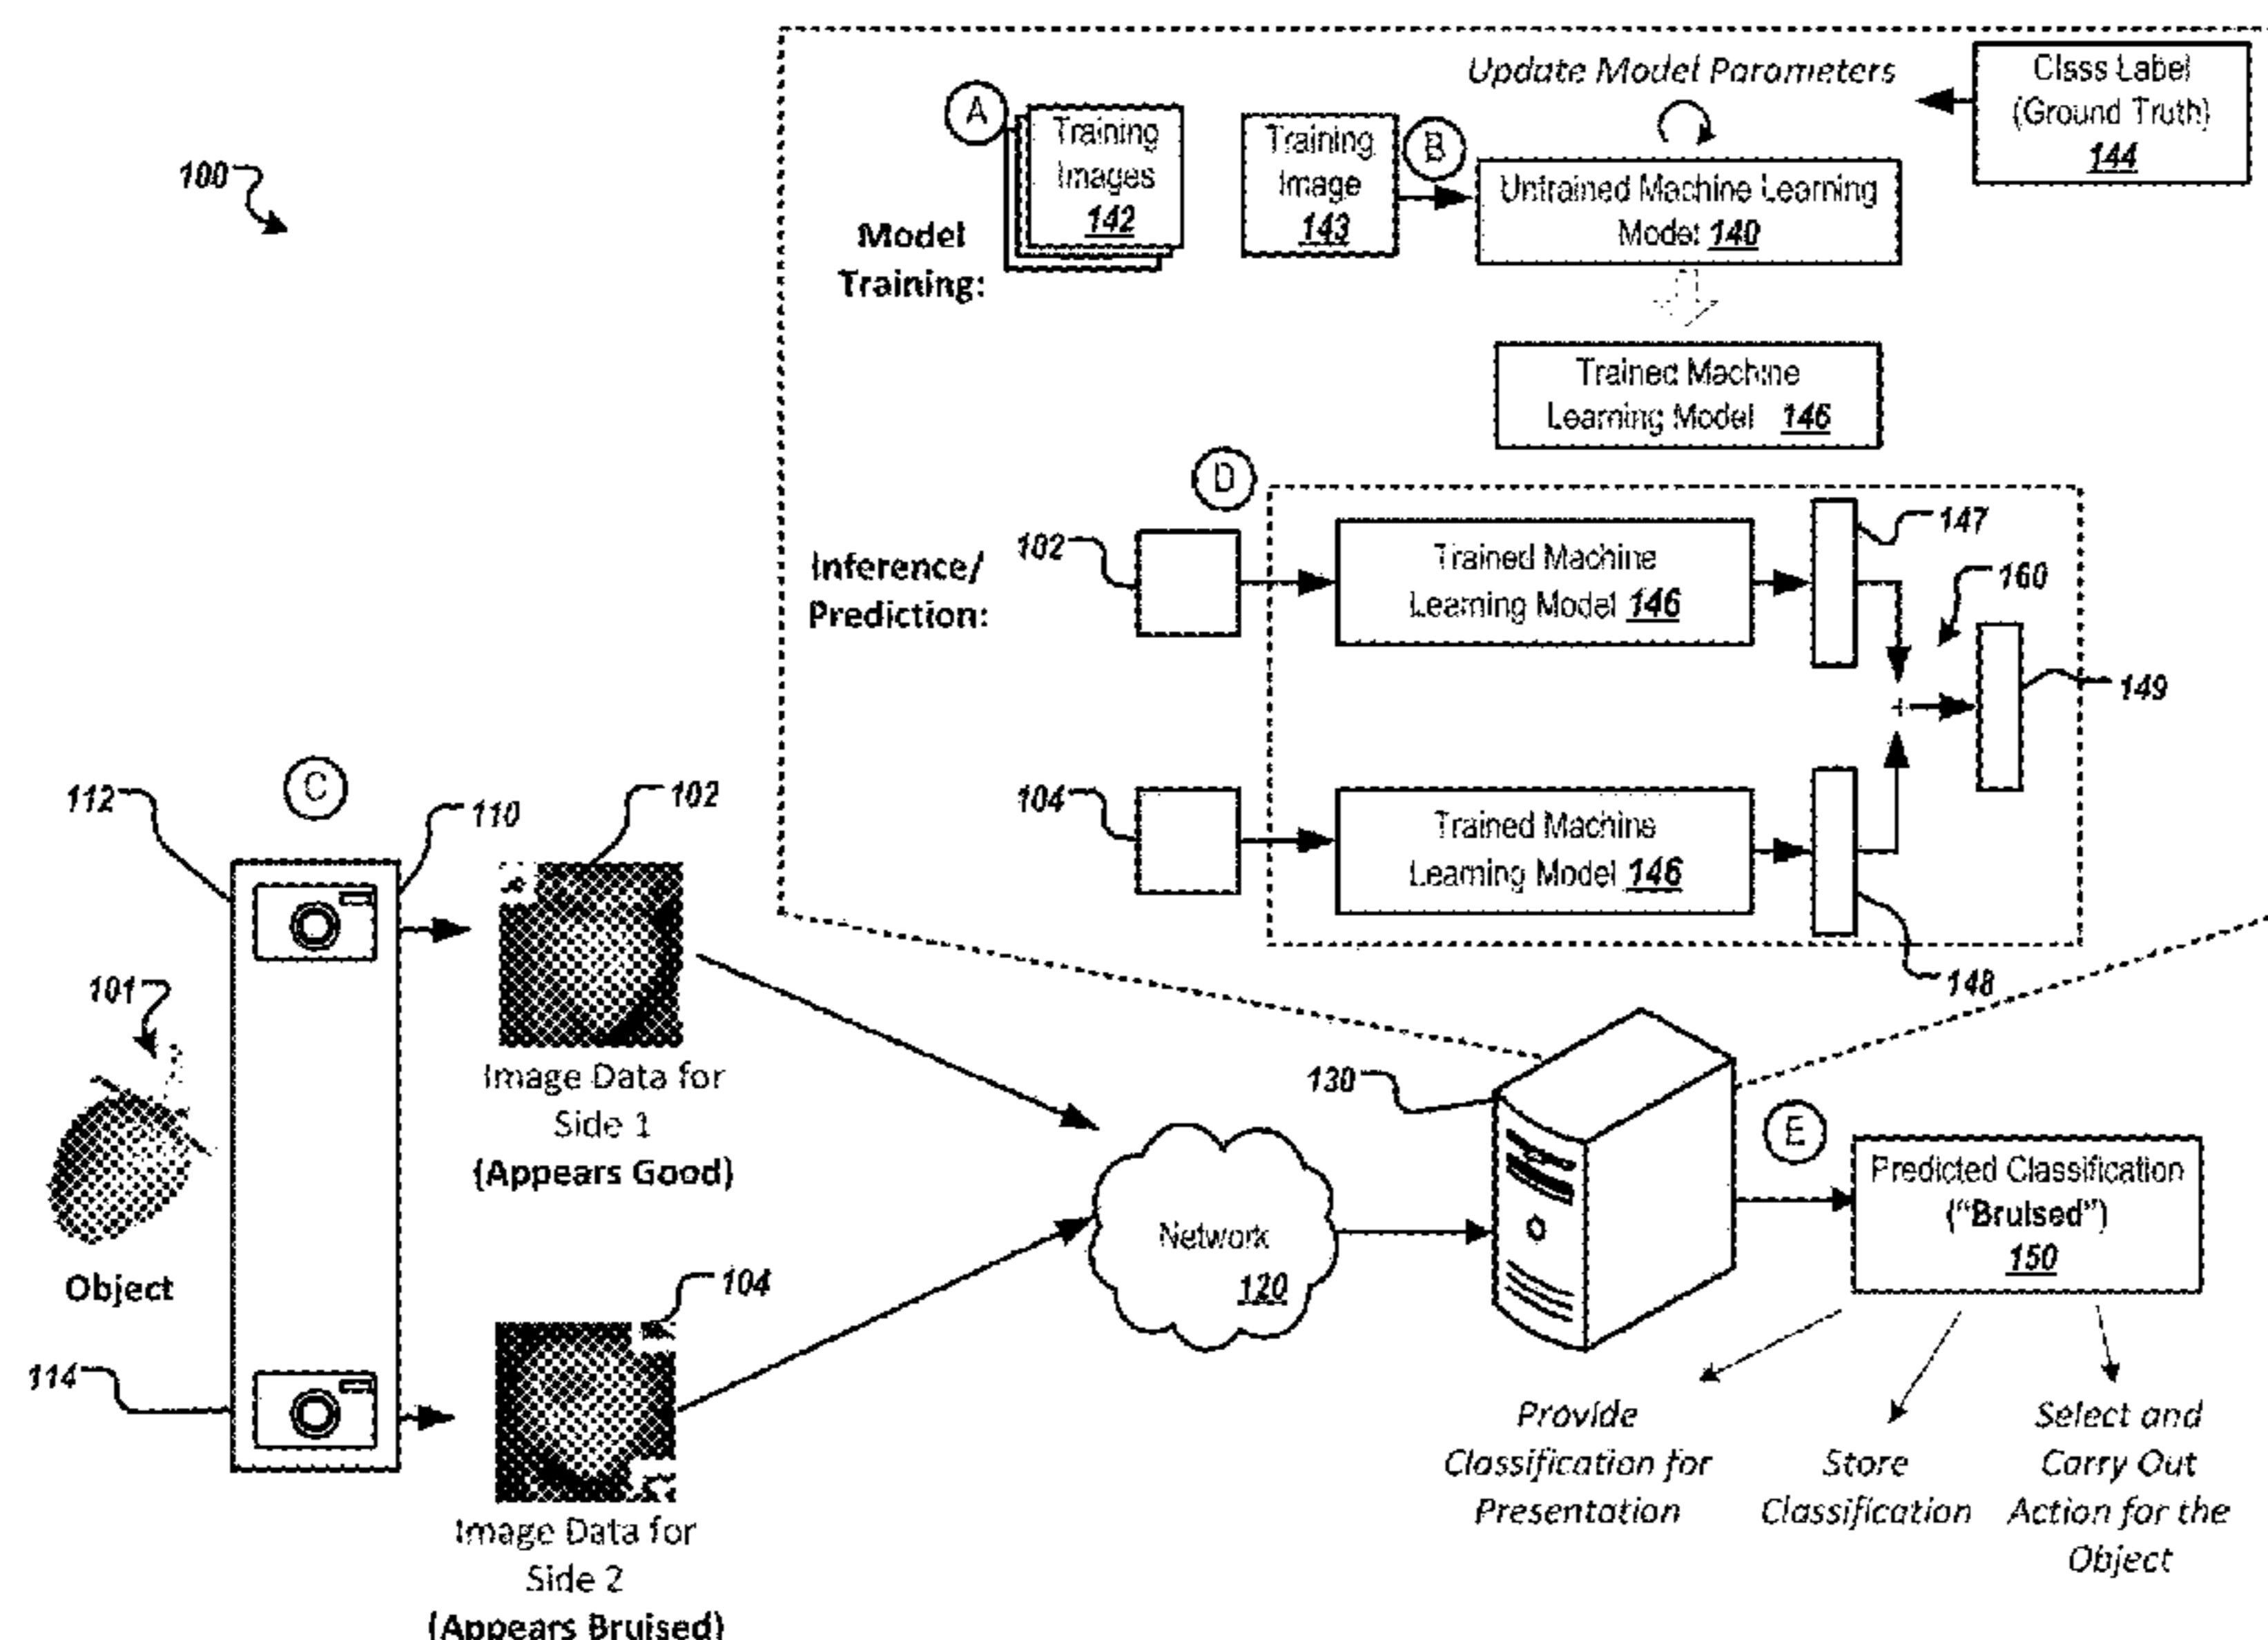 100
A
Training
Images
142
Training
Image
143
B
Update Model Parameters
Untrained Machine Learning
Model 140
Class Label
(Ground Truth)
144
Model
Training:
Trained Machine
Learning Model 146
D
Inference/
Prediction:
102
Trained Machine
Learning Model 146
147
160
+
149
104
Trained Machine
Learning Model 146
148
C
112
110
102
101
Object
114
Image Data for
Side 1
(Appears Good)
104
Image Data for
Side 2
(Appears Bruised)
Network
120
130
E
Predicted Classification
("Bruised")
150
Provide
Classification for
Presentation
Store
Classification
Select and
Carry Out
Action for the
Object